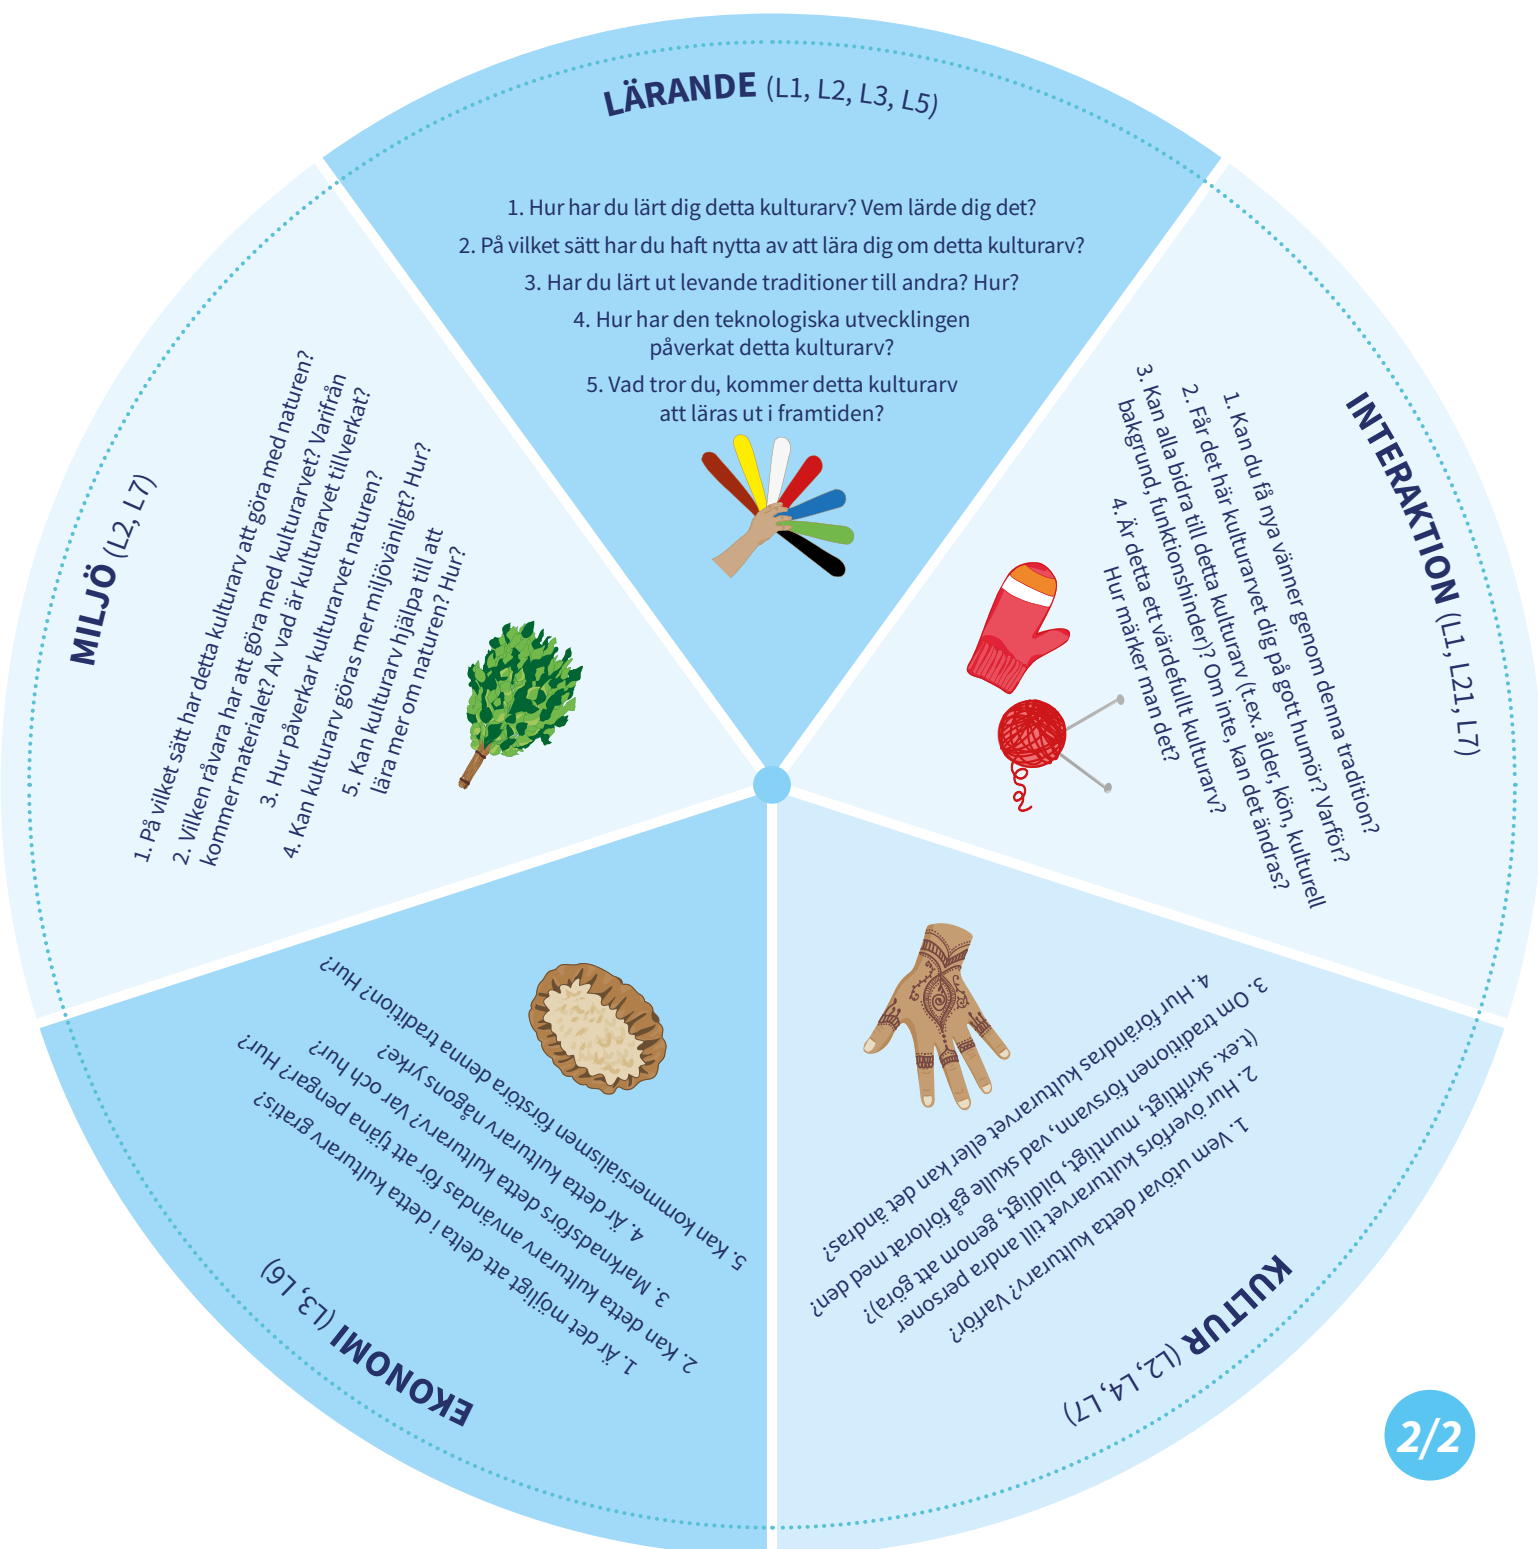 LÄRANDE (L1, L2, L3, L5)
1. Hur har du lärt dig detta kulturarv? Vem lärde dig det?
2. På vilket sätt har du haft nytta av att lära dig om detta kulturarv?
3. Har du lärt ut levande traditioner till andra? Hur?
4. Hur har den teknologiska utvecklingen
påverkat detta kulturarv?
5. Vad tror du, kommer detta kulturarv
att läras ut i framtiden?
INTERAKTION (L1, L21, L7)
1. Kan du få nya vänner genom denna tradition?
2. Får det här kulturarvet dig på gott humör? Varför?
3. Kan alla bidra till detta kulturarv (t.ex. ålder, kön, kulturell
bakgrund, funktionshinder)? Om inte, kan det ändras?
4. Är detta ett värdefullt kulturarv?
Hur märker man det?
KULTUR (L2, L4, L7)
1. Vem utövar detta kulturarv? Varför?
2. Hur överförs kulturarvet till andra personer
(t.ex. skriftligt, muntligt, bildligt, genom att göra)?
3. Om traditionen försvann, vad skulle gå förlorat med den?
4. Hur förändras kulturarvet eller kan det ändras?
EKONOMI (L3, L6)
1. Är det möjligt att delta i detta kulturarv gratis?
2. Kan detta kulturarv användas för att tjäna pengar? Hur?
3. Marknadsförs detta kulturarv? Var och hur?
4. Är detta kulturarv någons yrke?
5. Kan kommersialismen förstöra denna tradition? Hur?
MILJÖ (L2, L7)
1. På vilket sätt har detta kulturarv att göra med naturen?
2. Vilken råvara har att göra med kulturarvet? Varifrån
kommer materialet? Av vad är kulturarvet tillverkat?
3. Hur påverkar kulturarvet naturen?
4. Kan kulturarv göras mer miljövänligt? Hur?
5. Kan kulturarv hjälpa till att
lära mer om naturen? Hur?
2/2